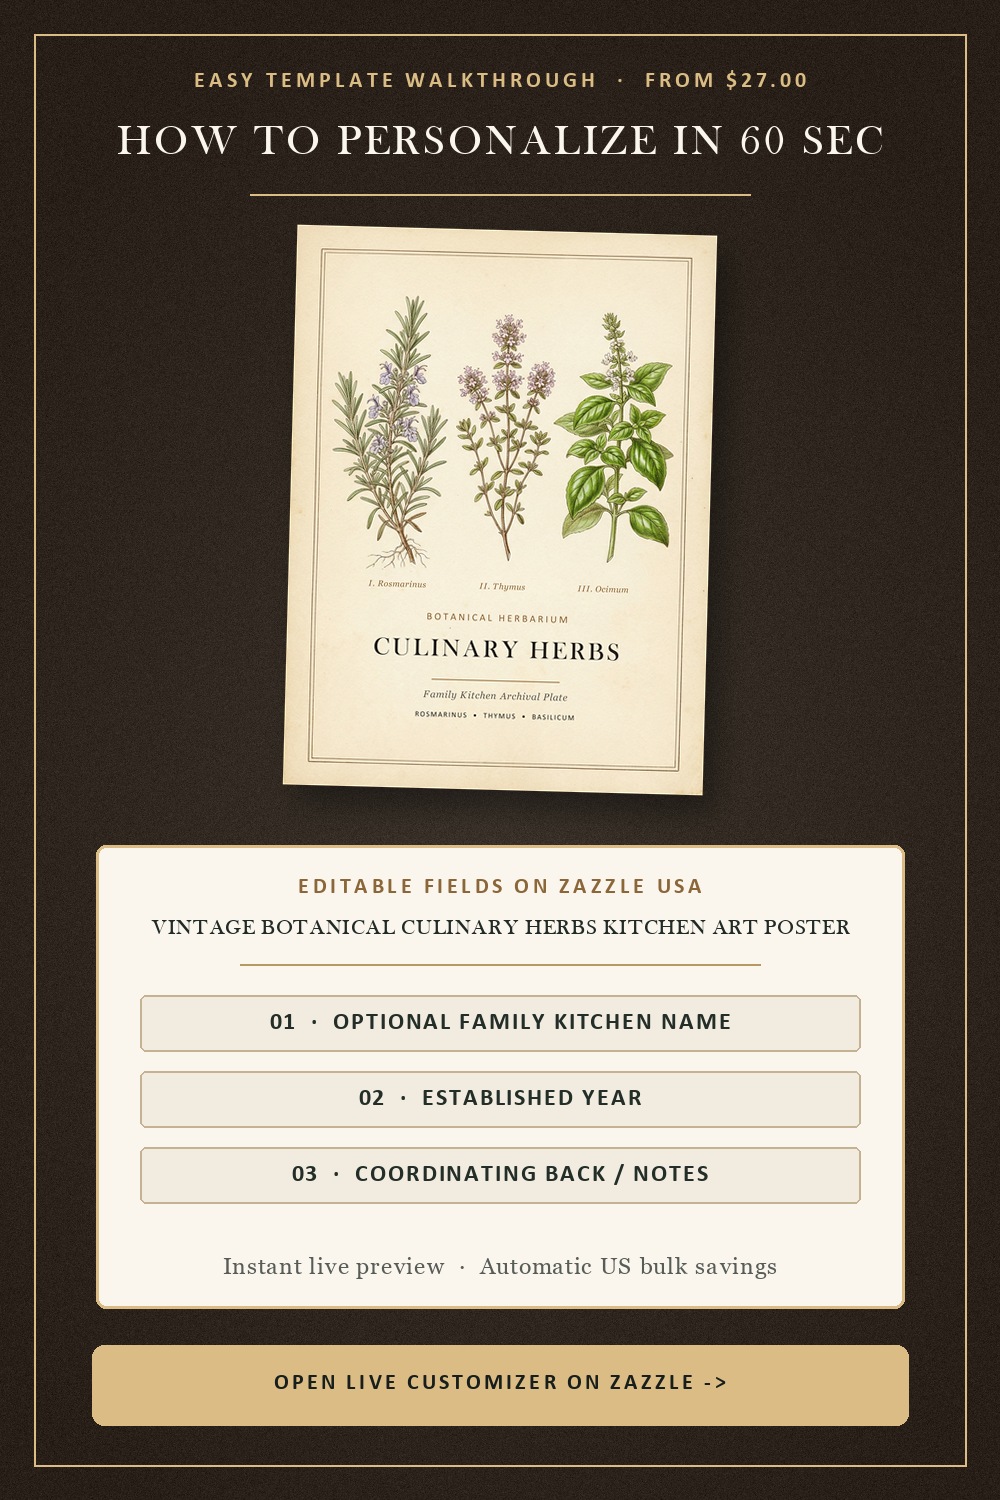 EASY TEMPLATE WALKTHROUGH · FROM $27.00
HOW TO PERSONALIZE IN 60 SEC
I. Rosmarinus II. Thymus III. Ocimum
BOTANICAL HERBARIUM
CULINARY HERBS
Family Kitchen Archival Plate
ROSMARINUS • THYMUS • BASILICUM
EDITABLE FIELDS ON ZAZZLE USA
VINTAGE BOTANICAL CULINARY HERBS KITCHEN ART POSTER
01 · OPTIONAL FAMILY KITCHEN NAME
02 · ESTABLISHED YEAR
03 · COORDINATING BACK / NOTES
Instant live preview · Automatic US bulk savings
OPEN LIVE CUSTOMIZER ON ZAZZLE ->